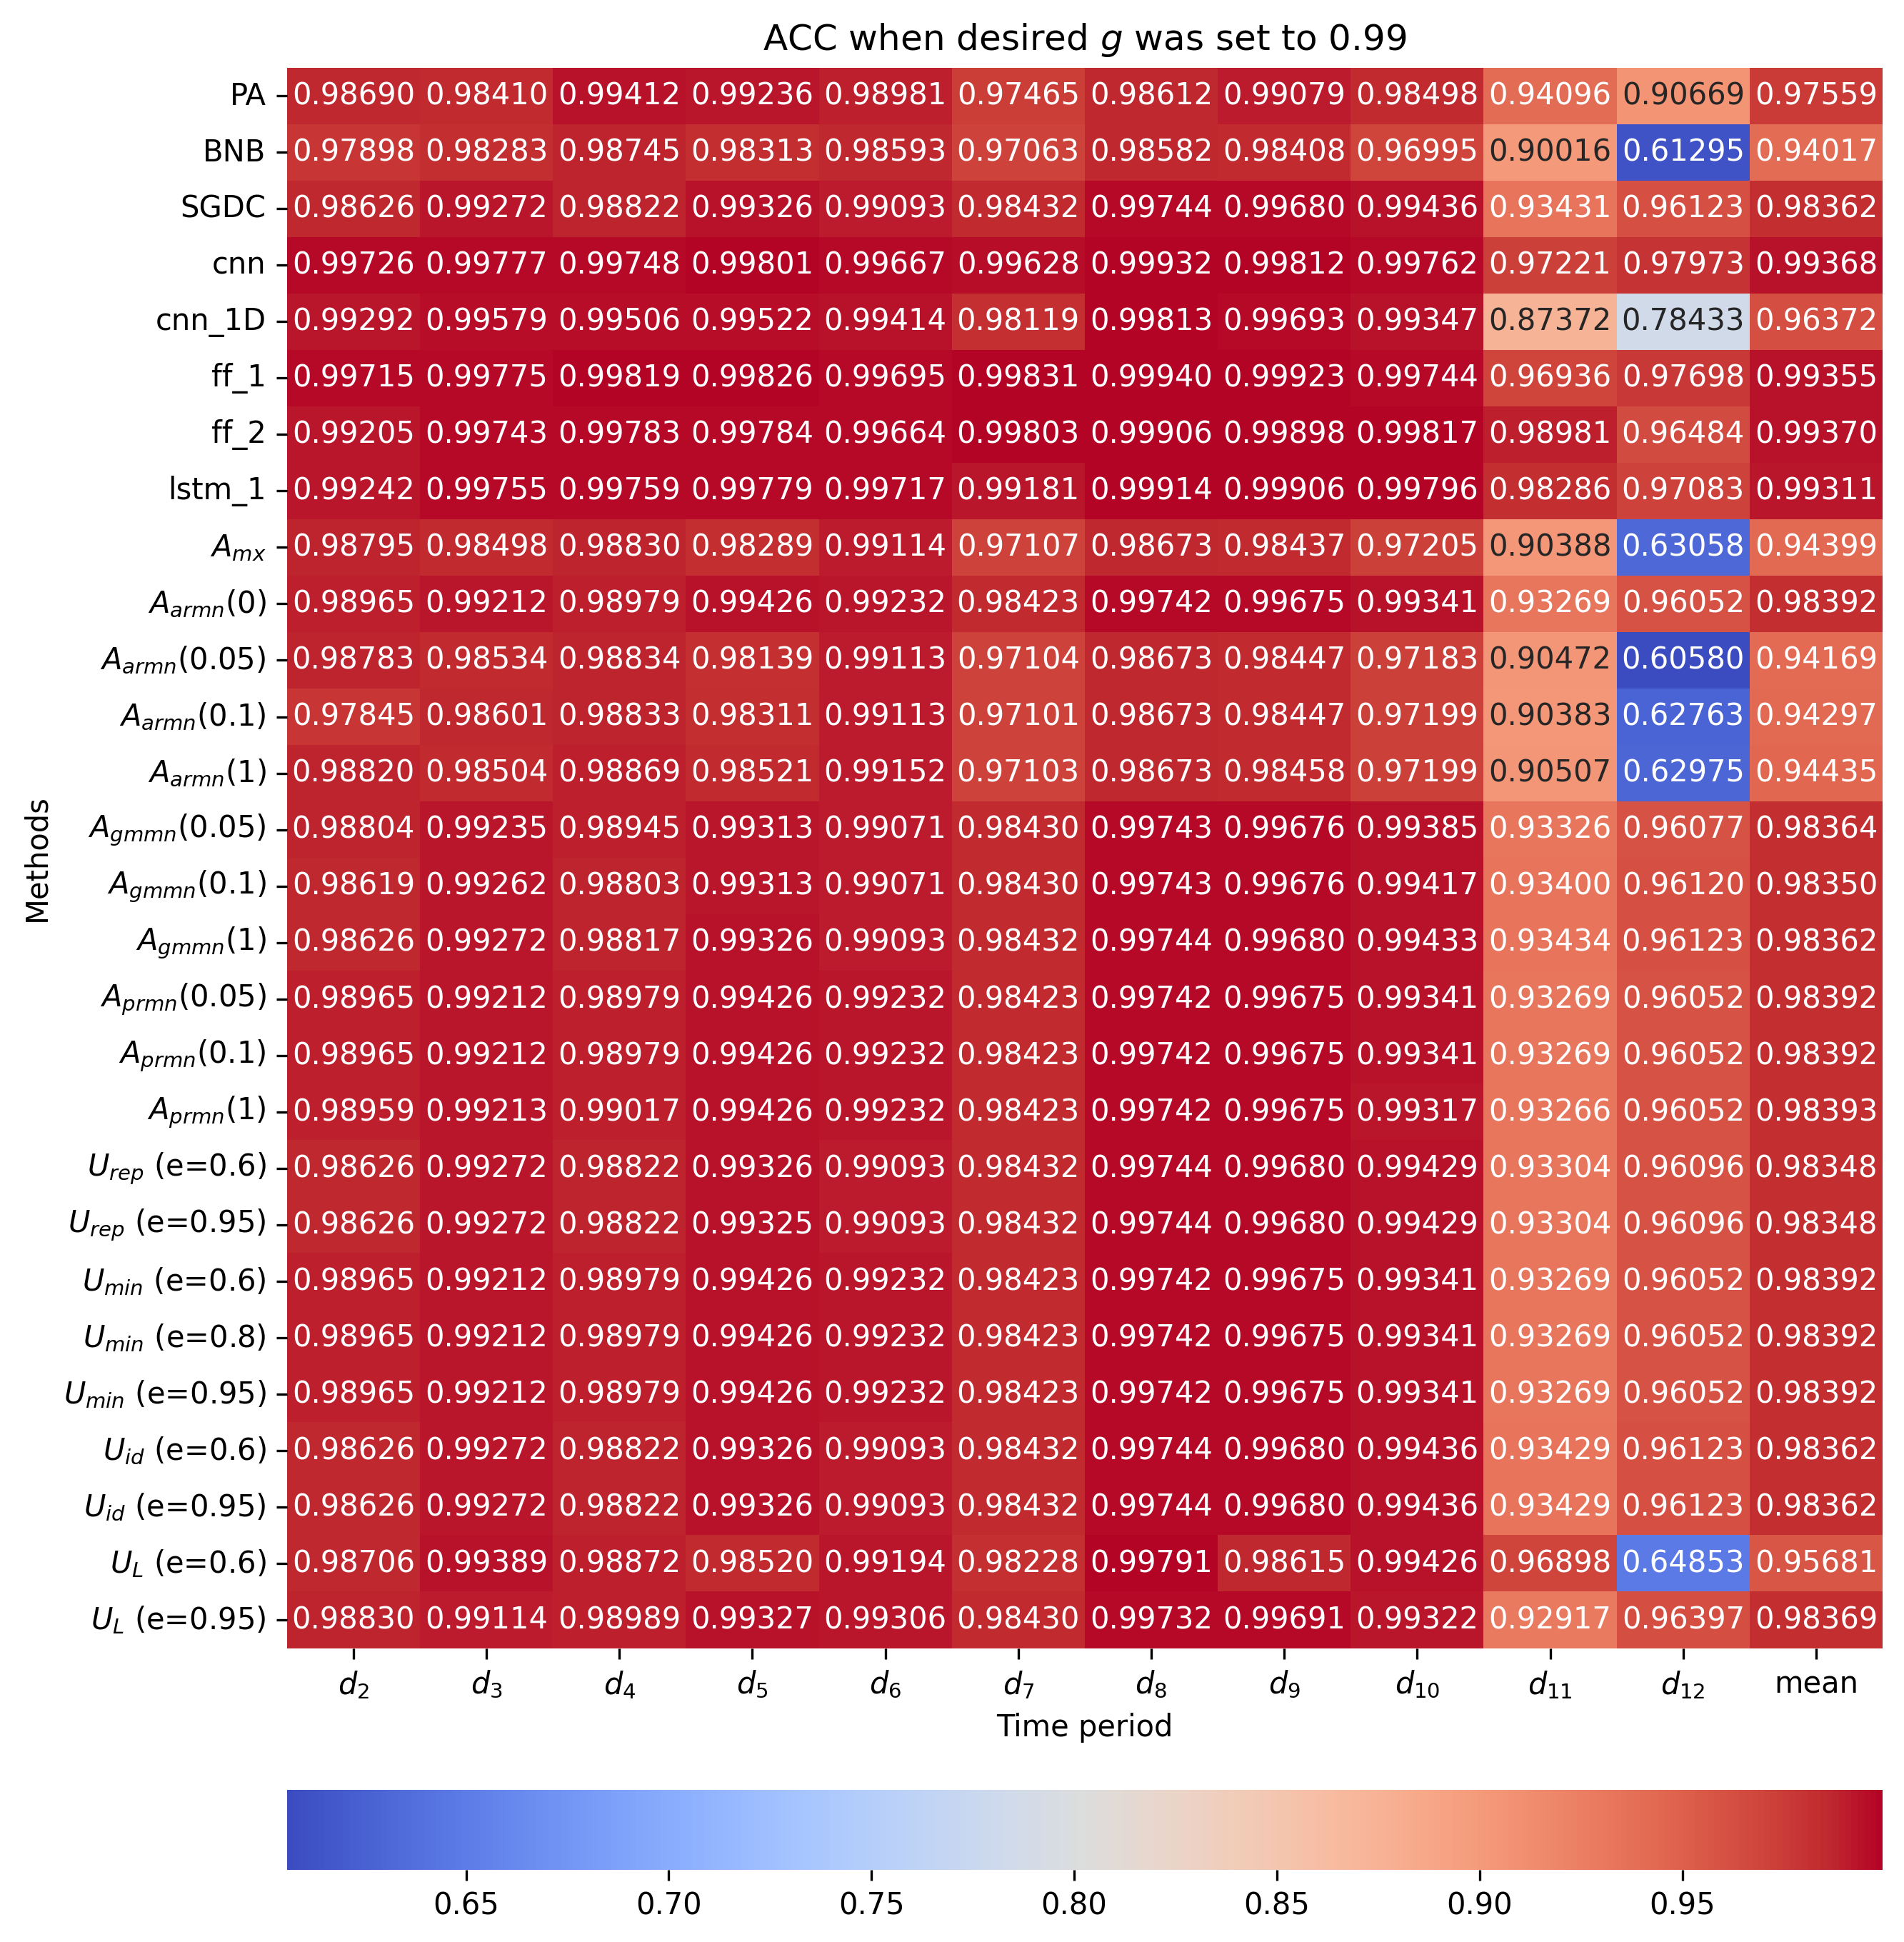 ACC when desired g was set to 0.99
PA 0.98690 0.98410 0.99412 0.99236 0.98981 0.97465 0.98612 0.99079 0.98498 0.94096 0.90669 0.97559
BNB 0.97898 0.98283 0.98745 0.98313 0.98593 0.97063 0.98582 0.98408 0.96995 0.90016 0.61295 0.94017
SGDC 0.98626 0.99272 0.98822 0.99326 0.99093 0.98432 0.99744 0.99680 0.99436 0.93431 0.96123 0.98362
cnn 0.99726 0.99777 0.99748 0.99801 0.99667 0.99628 0.99932 0.99812 0.99762 0.97221 0.97973 0.99368
cnn_1D 0.99292 0.99579 0.99506 0.99522 0.99414 0.98119 0.99813 0.99693 0.99347 0.87372 0.78433 0.96372
ff_1 0.99715 0.99775 0.99819 0.99826 0.99695 0.99831 0.99940 0.99923 0.99744 0.96936 0.97698 0.99355
ff_2 0.99205 0.99743 0.99783 0.99784 0.99664 0.99803 0.99906 0.99898 0.99817 0.98981 0.96484 0.99370
lstm_1 0.99242 0.99755 0.99759 0.99779 0.99717 0.99181 0.99914 0.99906 0.99796 0.98286 0.97083 0.99311
A_mx 0.98795 0.98498 0.98830 0.98289 0.99114 0.97107 0.98673 0.98437 0.97205 0.90388 0.63058 0.94399
A_armn(0) 0.98965 0.99212 0.98979 0.99426 0.99232 0.98423 0.99742 0.99675 0.99341 0.93269 0.96052 0.98392
A_armn(0.05) 0.98783 0.98534 0.98834 0.98139 0.99113 0.97104 0.98673 0.98447 0.97183 0.90472 0.60580 0.94169
A_armn(0.1) 0.97845 0.98601 0.98833 0.98311 0.99113 0.97101 0.98673 0.98447 0.97199 0.90383 0.62763 0.94297
A_armn(1) 0.98820 0.98504 0.98869 0.98521 0.99152 0.97103 0.98673 0.98458 0.97199 0.90507 0.62975 0.94435
A_gmmn(0.05) 0.98804 0.99235 0.98945 0.99313 0.99071 0.98430 0.99743 0.99676 0.99385 0.93326 0.96077 0.98364
A_gmmn(0.1) 0.98619 0.99262 0.98803 0.99313 0.99071 0.98430 0.99743 0.99676 0.99417 0.93400 0.96120 0.98350
A_gmmn(1) 0.98626 0.99272 0.98817 0.99326 0.99093 0.98432 0.99744 0.99680 0.99433 0.93434 0.96123 0.98362
A_prmn(0.05) 0.98965 0.99212 0.98979 0.99426 0.99232 0.98423 0.99742 0.99675 0.99341 0.93269 0.96052 0.98392
A_prmn(0.1) 0.98965 0.99212 0.98979 0.99426 0.99232 0.98423 0.99742 0.99675 0.99341 0.93269 0.96052 0.98392
A_prmn(1) 0.98959 0.99213 0.99017 0.99426 0.99232 0.98423 0.99742 0.99675 0.99317 0.93266 0.96052 0.98393
U_rep (e=0.6) 0.98626 0.99272 0.98822 0.99326 0.99093 0.98432 0.99744 0.99680 0.99429 0.93304 0.96096 0.98348
U_rep (e=0.95) 0.98626 0.99272 0.98822 0.99325 0.99093 0.98432 0.99744 0.99680 0.99429 0.93304 0.96096 0.98348
U_min (e=0.6) 0.98965 0.99212 0.98979 0.99426 0.99232 0.98423 0.99742 0.99675 0.99341 0.93269 0.96052 0.98392
U_min (e=0.8) 0.98965 0.99212 0.98979 0.99426 0.99232 0.98423 0.99742 0.99675 0.99341 0.93269 0.96052 0.98392
U_min (e=0.95) 0.98965 0.99212 0.98979 0.99426 0.99232 0.98423 0.99742 0.99675 0.99341 0.93269 0.96052 0.98392
U_id (e=0.6) 0.98626 0.99272 0.98822 0.99326 0.99093 0.98432 0.99744 0.99680 0.99436 0.93429 0.96123 0.98362
U_id (e=0.95) 0.98626 0.99272 0.98822 0.99326 0.99093 0.98432 0.99744 0.99680 0.99436 0.93429 0.96123 0.98362
U_L (e=0.6) 0.98706 0.99389 0.98872 0.98520 0.99194 0.98228 0.99791 0.98615 0.99426 0.96898 0.64853 0.95681
U_L (e=0.95) 0.98830 0.99114 0.98989 0.99327 0.99306 0.98430 0.99732 0.99691 0.99322 0.92917 0.96397 0.98369
Methods
d_2 d_3 d_4 d_5 d_6 d_7 d_8 d_9 d_10 d_11 d_12 mean
Time period
0.65 0.70 0.75 0.80 0.85 0.90 0.95